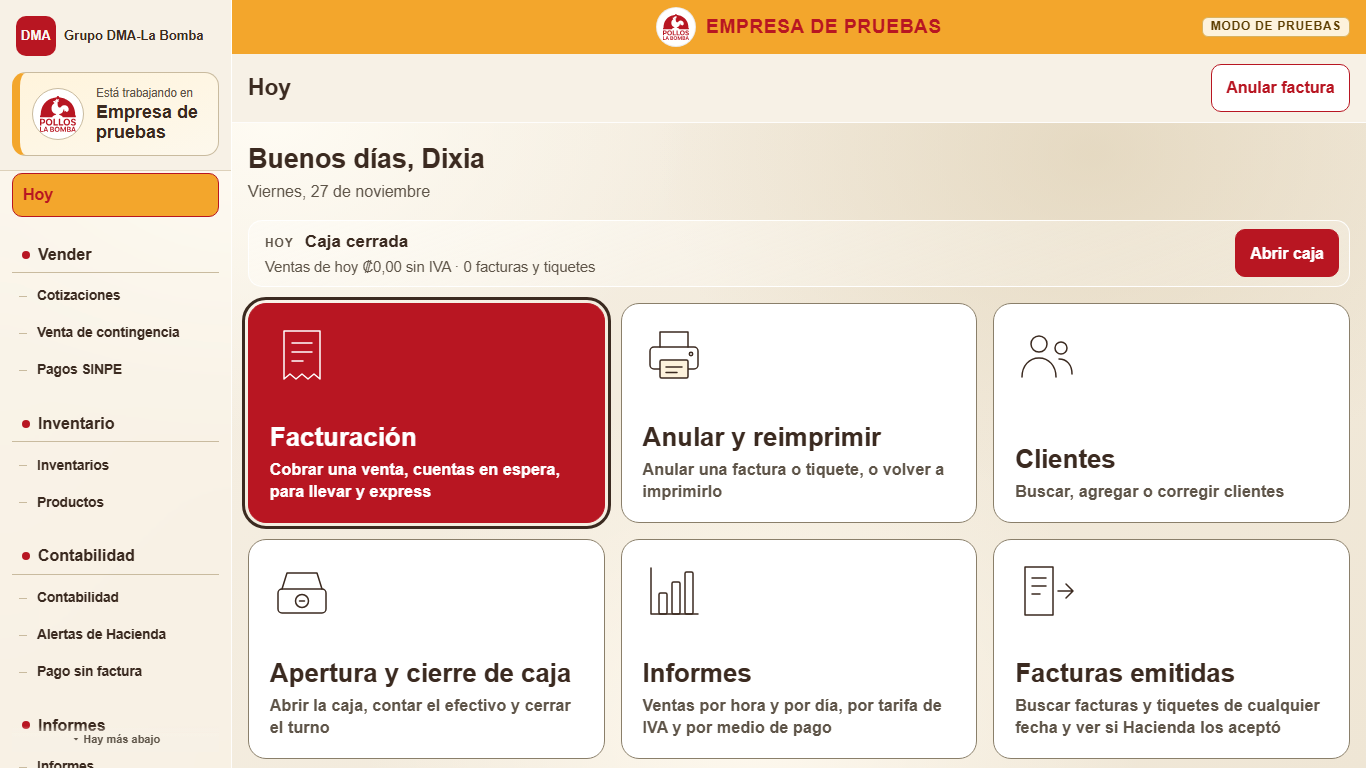 DMA
Grupo DMA-La Bomba
Está trabajando en
Empresa de
pruebas
POLLOS
LA BOMBA
Hoy
Vender
Cotizaciones
Venta de contingencia
Pagos SINPE
Inventario
Inventarios
Productos
Contabilidad
Contabilidad
Alertas de Hacienda
Pago sin factura
Informes
Hay más abajo
Informes
POLLOS
LA BOMBA
EMPRESA DE PRUEBAS
MODO DE PRUEBAS
Hoy
Anular factura
Buenos días, Dixia
Viernes, 27 de noviembre
HOY Caja cerrada
Ventas de hoy ₡0,00 sin IVA · 0 facturas y tiquetes
Abrir caja
Facturación
Cobrar una venta, cuentas en espera,
para llevar y express
Anular y reimprimir
Anular una factura o tiquete, o volver a
imprimirlo
Clientes
Buscar, agregar o corregir clientes
Apertura y cierre de caja
Abrir la caja, contar el efectivo y cerrar
el turno
Informes
Ventas por hora y por día, por tarifa de
IVA y por medio de pago
Facturas emitidas
Buscar facturas y tiquetes de cualquier
fecha y ver si Hacienda los aceptó